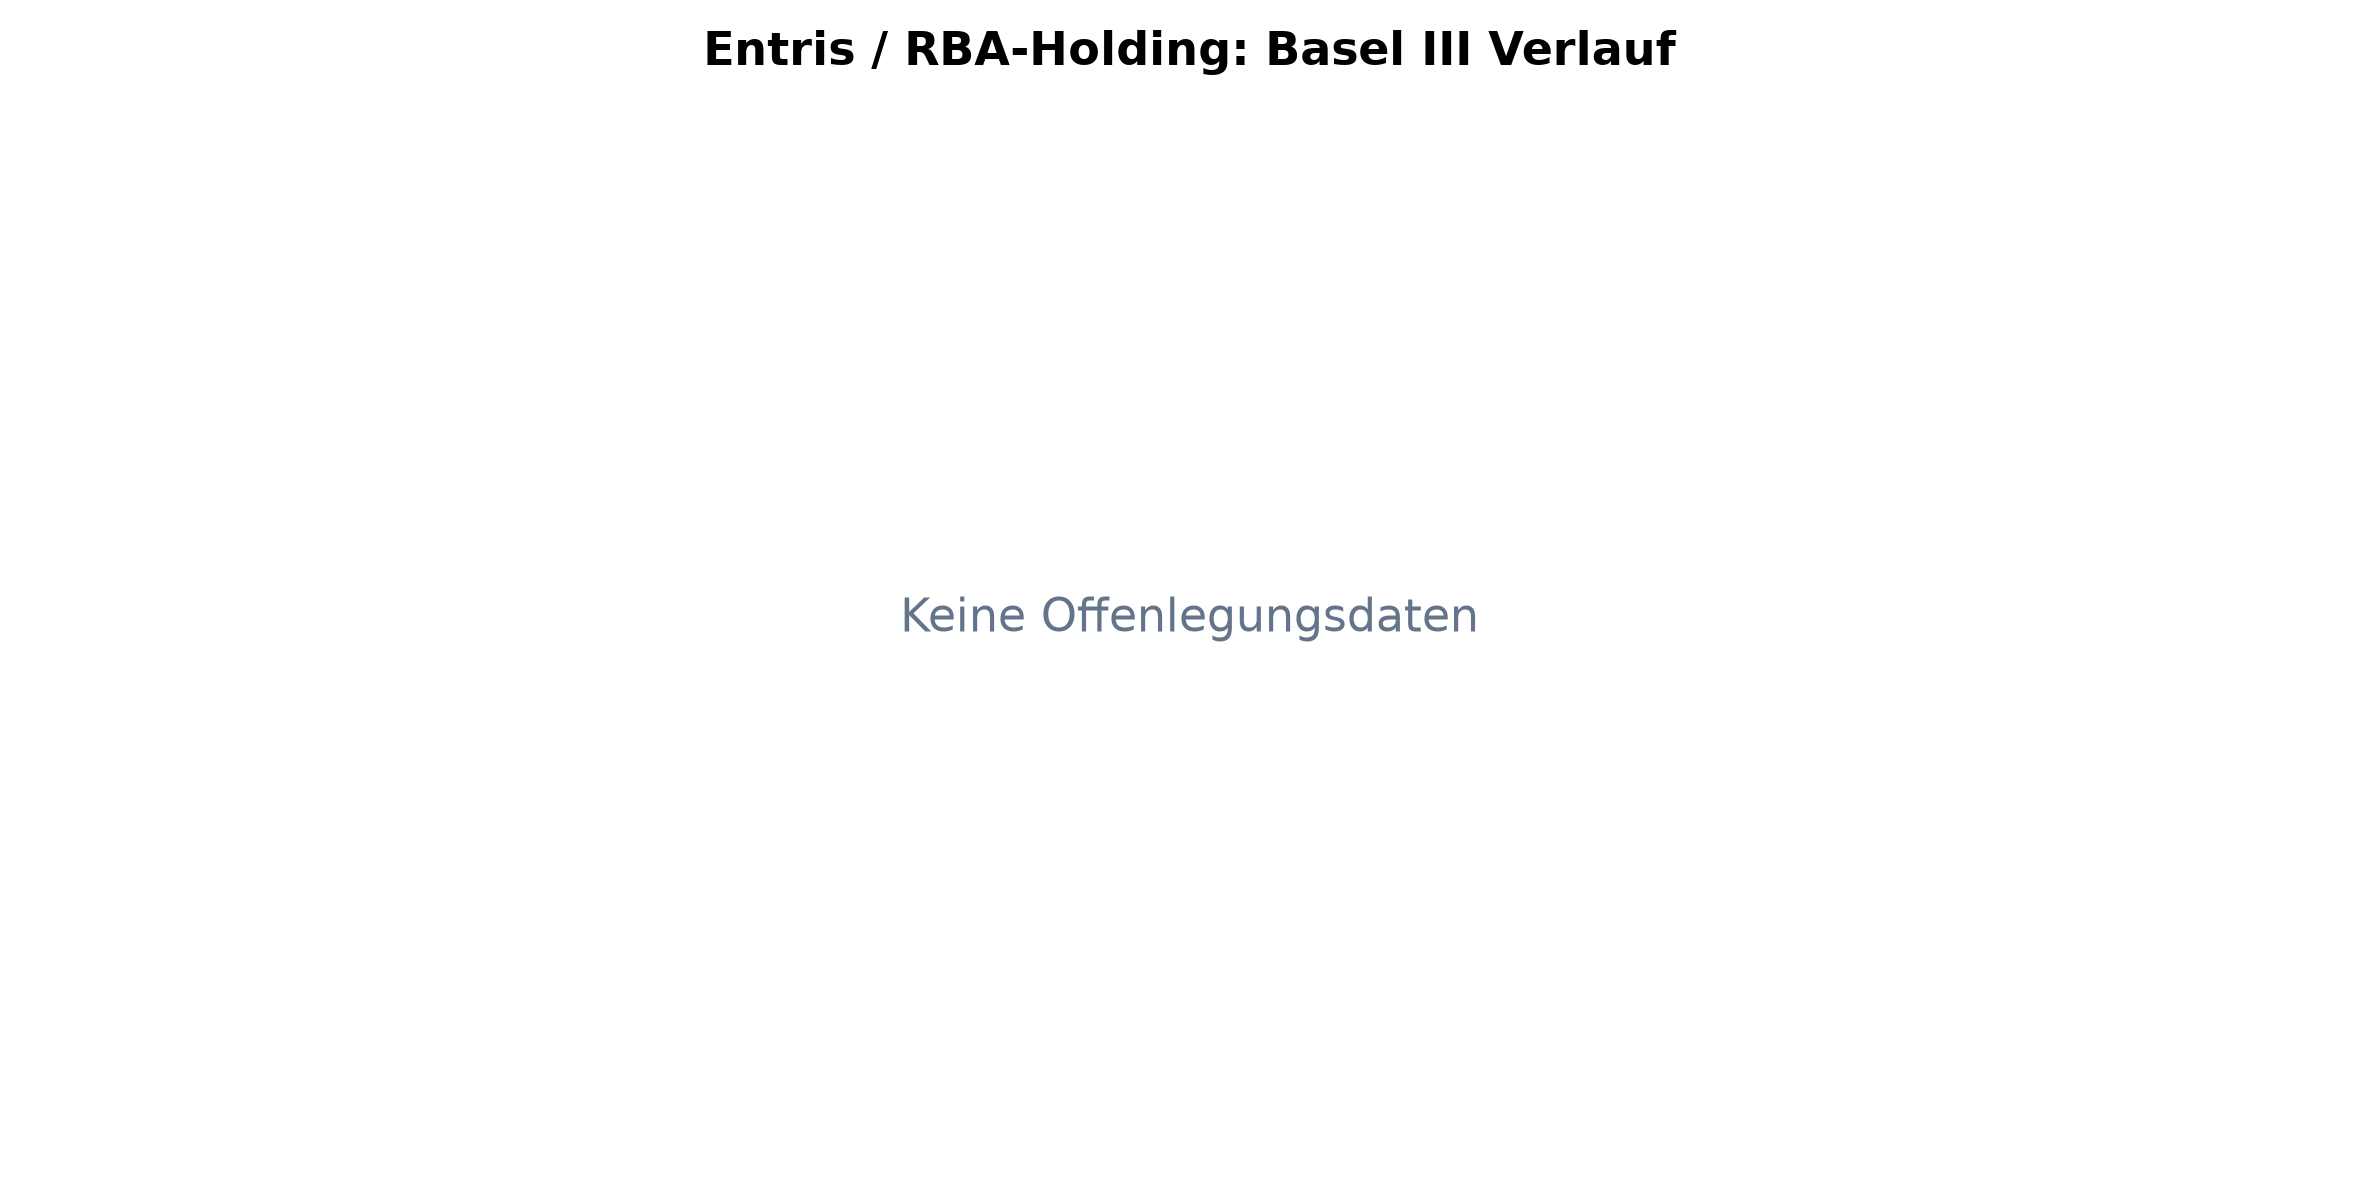 Entris / RBA-Holding: Basel III Verlauf
Keine Offenlegungsdaten